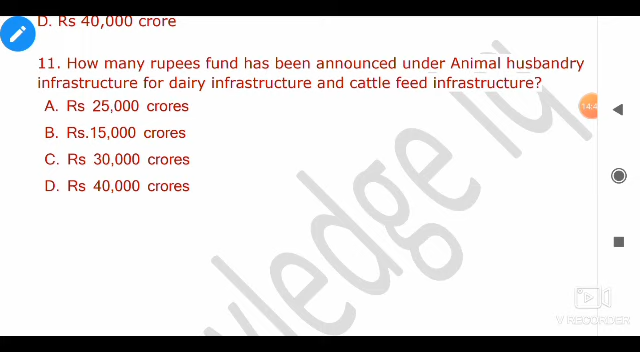 D. Rs 40,000 crore
11. How many rupees fund has been announced under Animal husbandry
infrastructure for dairy infrastructure and cattle feed infrastructure?
A. Rs 25,000 crores
B. Rs.15,000 crores
C. Rs 30,000 crores
D. Rs 40,000 crores
V RECORDER